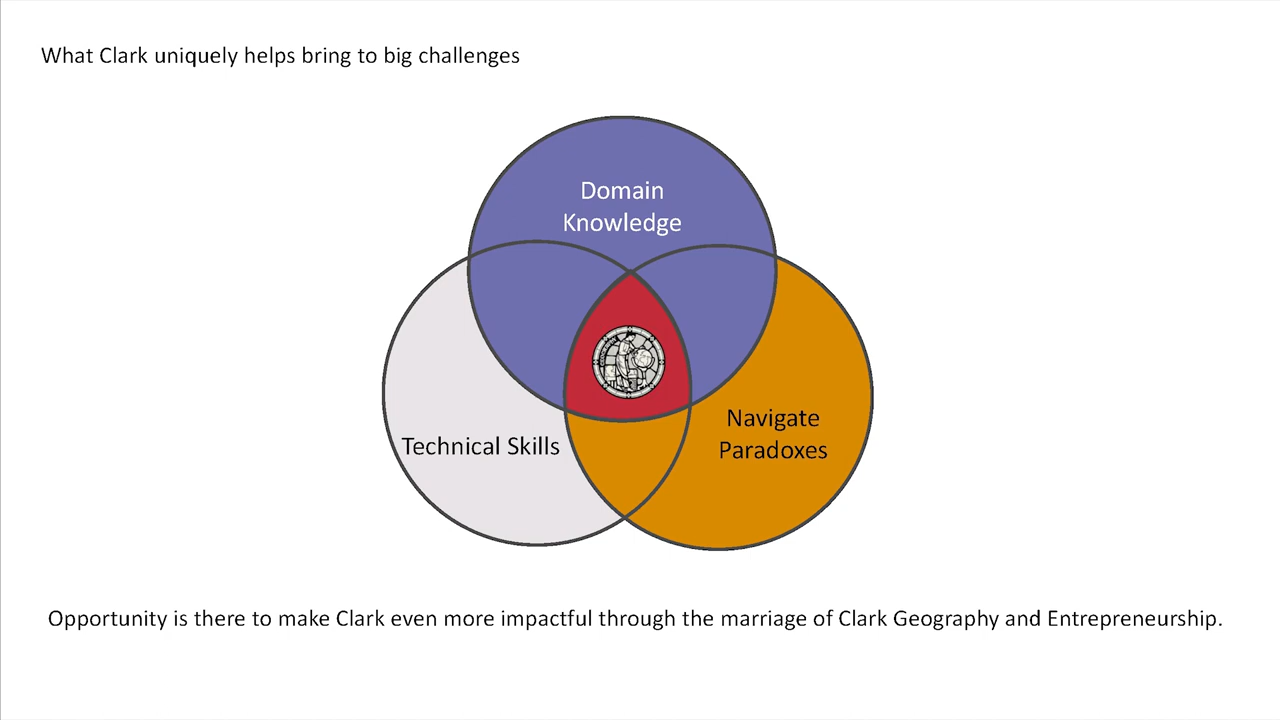 What Clark uniquely helps bring to big challenges
Domain
Knowledge
Technical Skills
Navigate
Paradoxes
Opportunity is there to make Clark even more impactful through the marriage of Clark Geography and Entrepreneurship.